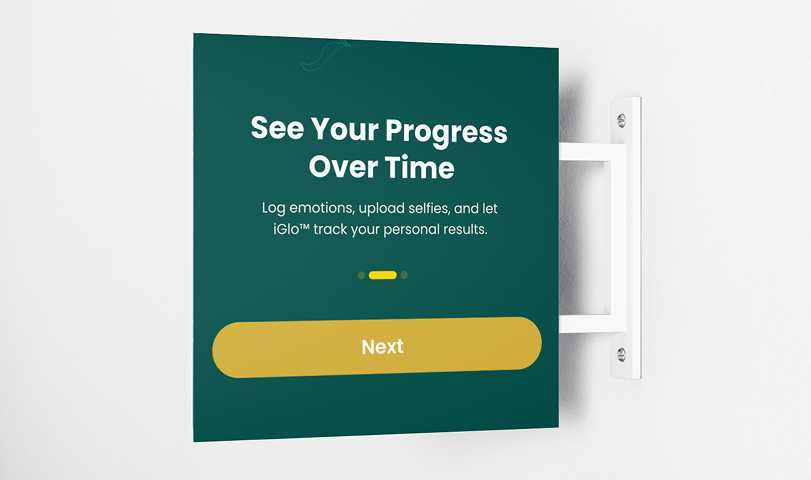 See Your Progress
Over Time
Log emotions, upload selfies, and let
iGlo™ track your personal results.
Next